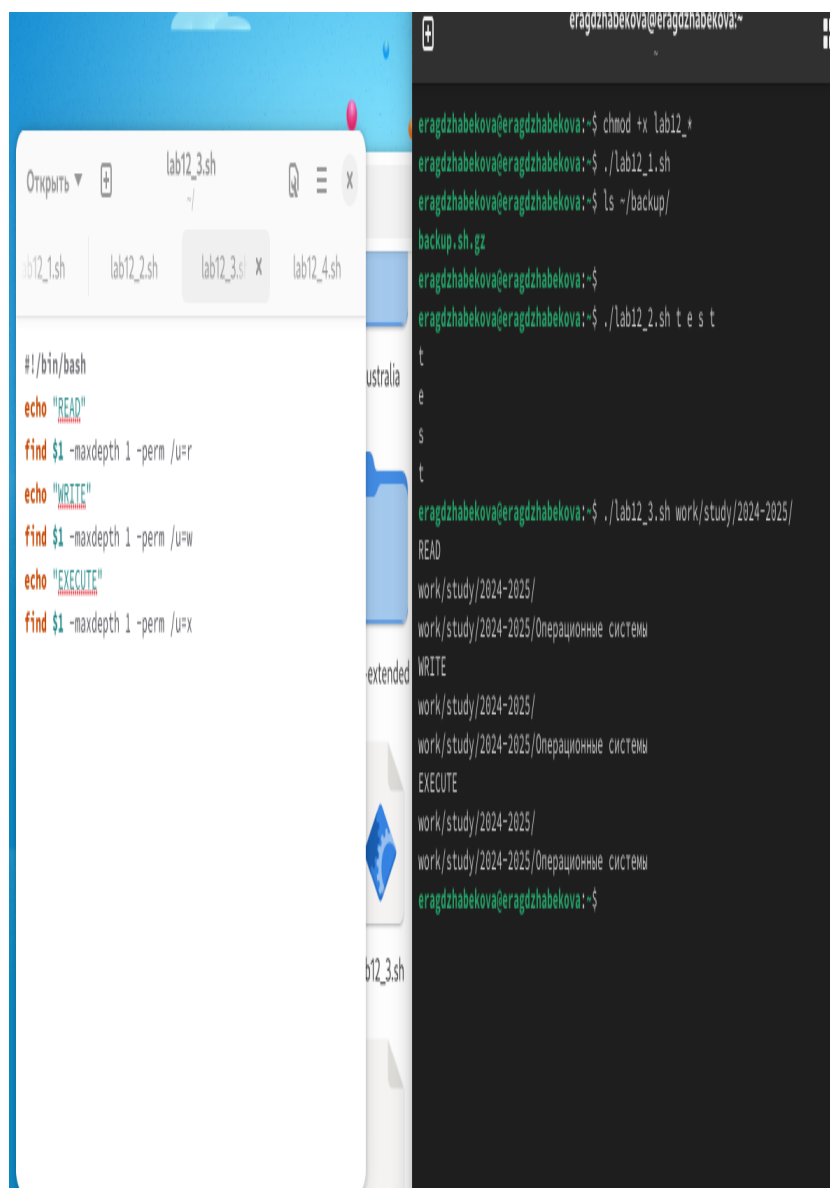 Открыть
lab12_3.sh
~/
b12_1.sh
lab12_2.sh
lab12_3.s
lab12_4.sh
#!/bin/bash
echo "READ"
find $1 -maxdepth 1 -perm /u=r
echo "WRITE"
find $1 -maxdepth 1 -perm /u=w
echo "EXECUTE"
find $1 -maxdepth 1 -perm /u=x
ustralia
-extended
b12_3.sh
eragdzhabekova@eragdzhabekova:~
~
eragdzhabekova@eragdzhabekova:~$ chmod +x lab12_*
eragdzhabekova@eragdzhabekova:~$ ./lab12_1.sh
eragdzhabekova@eragdzhabekova:~$ ls ~/backup/
backup.sh.gz
eragdzhabekova@eragdzhabekova:~$
eragdzhabekova@eragdzhabekova:~$ ./lab12_2.sh t e s t
t
e
s
t
eragdzhabekova@eragdzhabekova:~$ ./lab12_3.sh work/study/2024-2025/
READ
work/study/2024-2025/
work/study/2024-2025/Операционные системы
WRITE
work/study/2024-2025/
work/study/2024-2025/Операционные системы
EXECUTE
work/study/2024-2025/
work/study/2024-2025/Операционные системы
eragdzhabekova@eragdzhabekova:~$